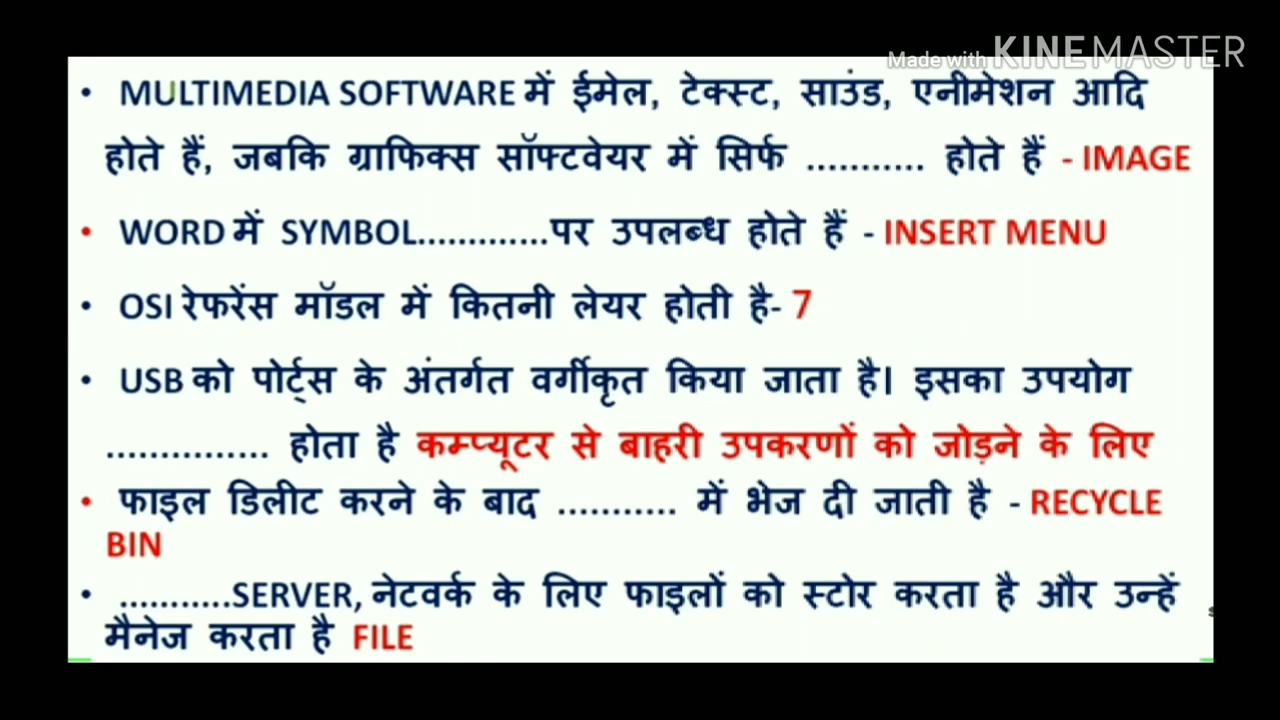 Made with KINEMASTER
• MULTIMEDIA SOFTWARE में ईमेल, टेक्स्ट, साउंड, एनीमेशन आदि
होते हैं, जबकि ग्राफिक्स सॉफ्टवेयर में सिर्फ ........... होते हैं - IMAGE
• WORD में SYMBOL.............पर उपलब्ध होते हैं - INSERT MENU
• OSI रेफरेंस मॉडल में कितनी लेयर होती है- 7
• USB को पोर्ट्स के अंतर्गत वर्गीकृत किया जाता है। इसका उपयोग
............... होता है कम्प्यूटर से बाहरी उपकरणों को जोड़ने के लिए
• फाइल डिलीट करने के बाद ........... में भेज दी जाती है - RECYCLE
BIN
• ...........SERVER, नेटवर्क के लिए फाइलों को स्टोर करता है और उन्हें
मैनेज करता है FILE